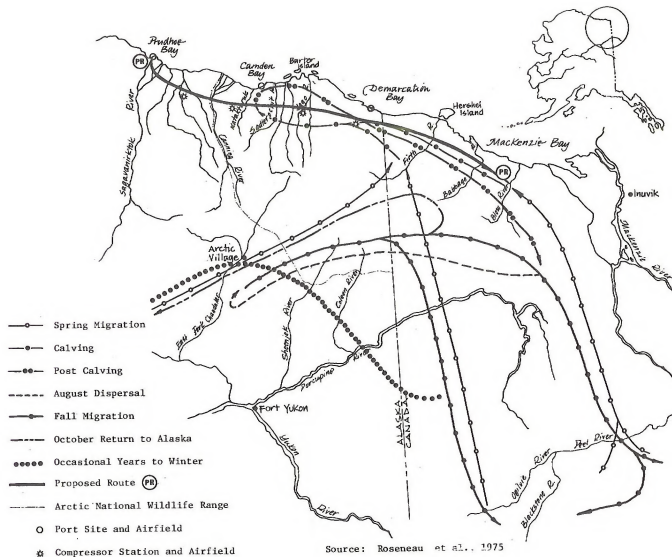 Prudhoe
Bay
PR
Camden
Bay
Barter
Island
Demarcation
Bay
Herschel
Island
Mackenzie Bay
River
Sagavanirktok
Canning
River
Firth
R.
Babbage
R.
Blow River
PR
Inuvik
Mackenzie River
Arctic
Village
East Fork Chandalar
Sheenjek River
Coleen River
Porcupine
River
Fort Yukon
Yukon
River
ALASKA
CANADA
Ogilvie
River
Peel River
Blackstone R.
Spring Migration
Calving
Post Calving
August Dispersal
Fall Migration
October Return to Alaska
Occasional Years to Winter
Proposed Route PR
Arctic National Wildlife Range
Port Site and Airfield
Compressor Station and Airfield
Source: Roseneau et al., 1975